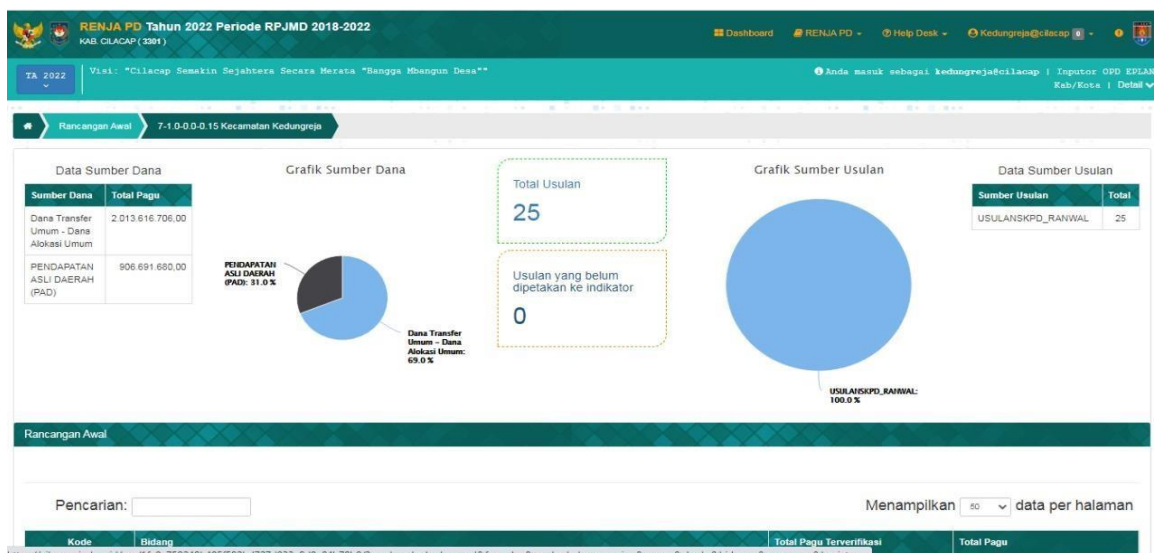 RENJA PD Tahun 2022 Periode RPJMD 2018-2022
KAB. CILACAP ( 3301 )
Dashboard
RENJA PD
Help Desk
Kedungreja@cilacap 0
TA 2022
Visi: "Cilacap Semakin Sejahtera Secara Merata "Bangga Mbangun Desa""
Anda masuk sebagai kedungreja@cilacap | Inputor OPD EPLAN
Kab/Kota | Detail
Rancangan Awal
7-1.0-0.0-0.15 Kecamatan Kedungreja
Data Sumber Dana
Sumber Dana Total Pagu
Dana Transfer
Umum - Dana
Alokasi Umum
2.013.616.706,00
PENDAPATAN
ASLI DAERAH
(PAD)
906.691.680,00
Grafik Sumber Dana
PENDAPATAN
ASLI DAERAH
(PAD): 31.0 %
Dana Transfer
Umum – Dana
Alokasi Umum:
69.0 %
Total Usulan
25
Usulan yang belum
dipetakan ke indikator
0
Grafik Sumber Usulan
USULANSKPD_RANWAL:
100.0 %
Data Sumber Usulan
Sumber Usulan Total
USULANSKPD_RANWAL 25
Rancangan Awal
Pencarian:
Menampilkan 50 data per halaman
Kode Bidang Total Pagu Terverifikasi Total Pagu